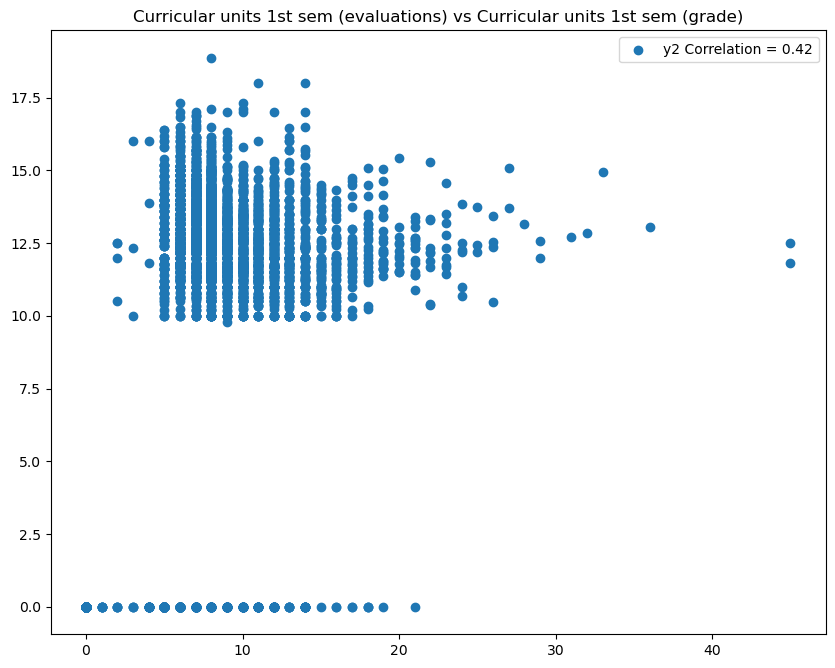 Curricular units 1st sem (evaluations) vs Curricular units 1st sem (grade)
y2 Correlation = 0.42
17.5
15.0
12.5
10.0
7.5
5.0
2.5
0.0
0 10 20 30 40